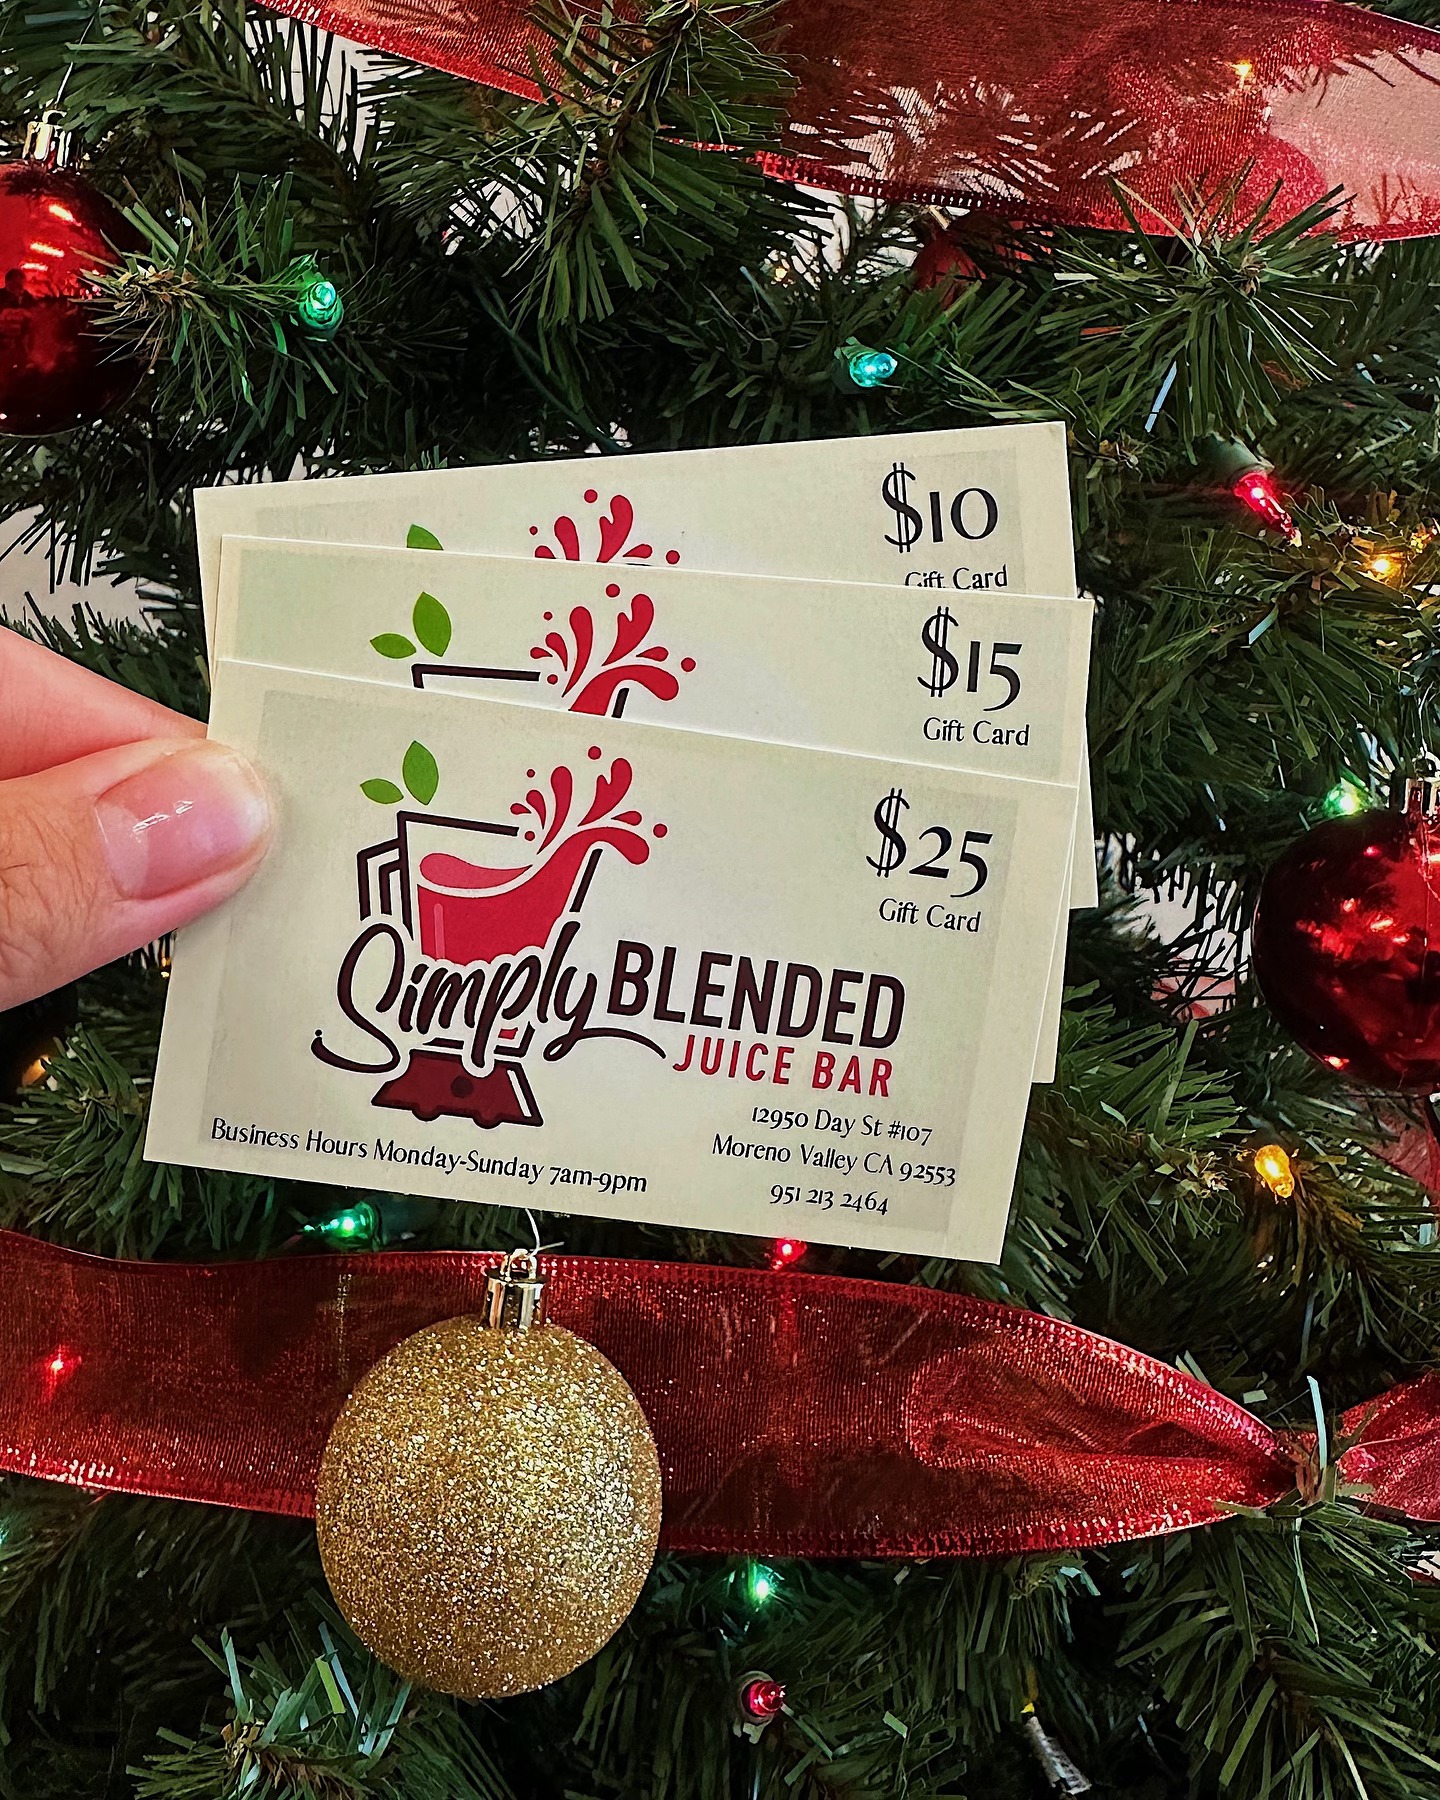 $10
Gift Card
$15
Gift Card
$25
Gift Card
Simply BLENDED
JUICE BAR
12950 Day St #107
Moreno Valley CA 92553
951 213 2464
Business Hours Monday-Sunday 7am-9pm